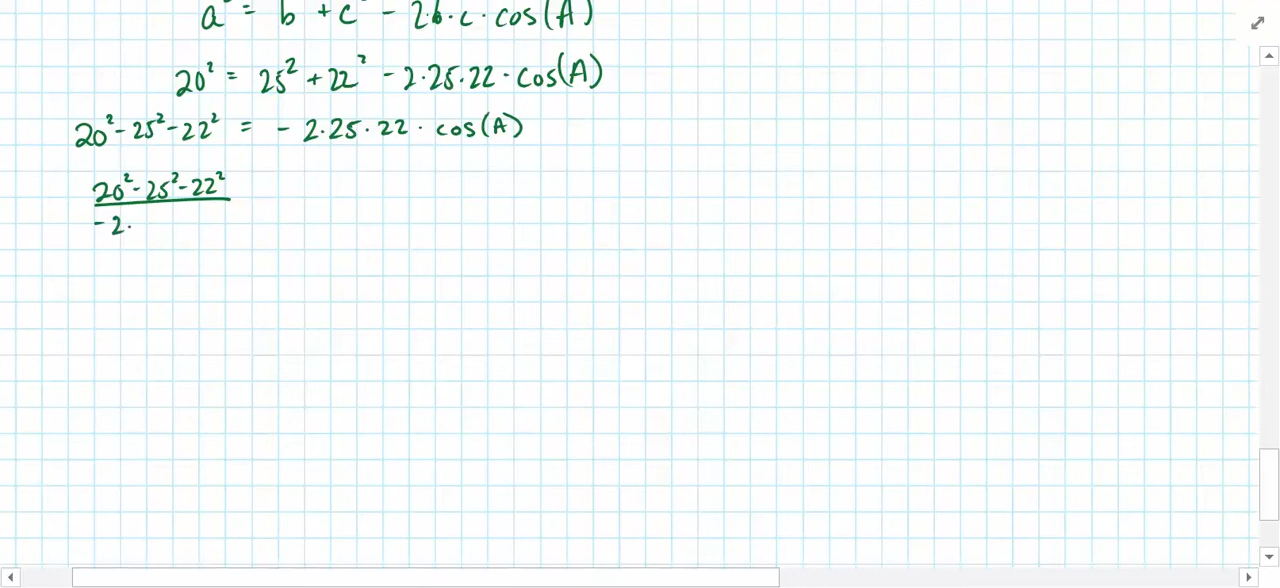 a² = b + c² - 2b·c·cos(A)
20² = 25² + 22² - 2·25·22·cos(A)
20² - 25² - 22² = - 2·25·22·cos(A)
20² - 25² - 22²
- 2·